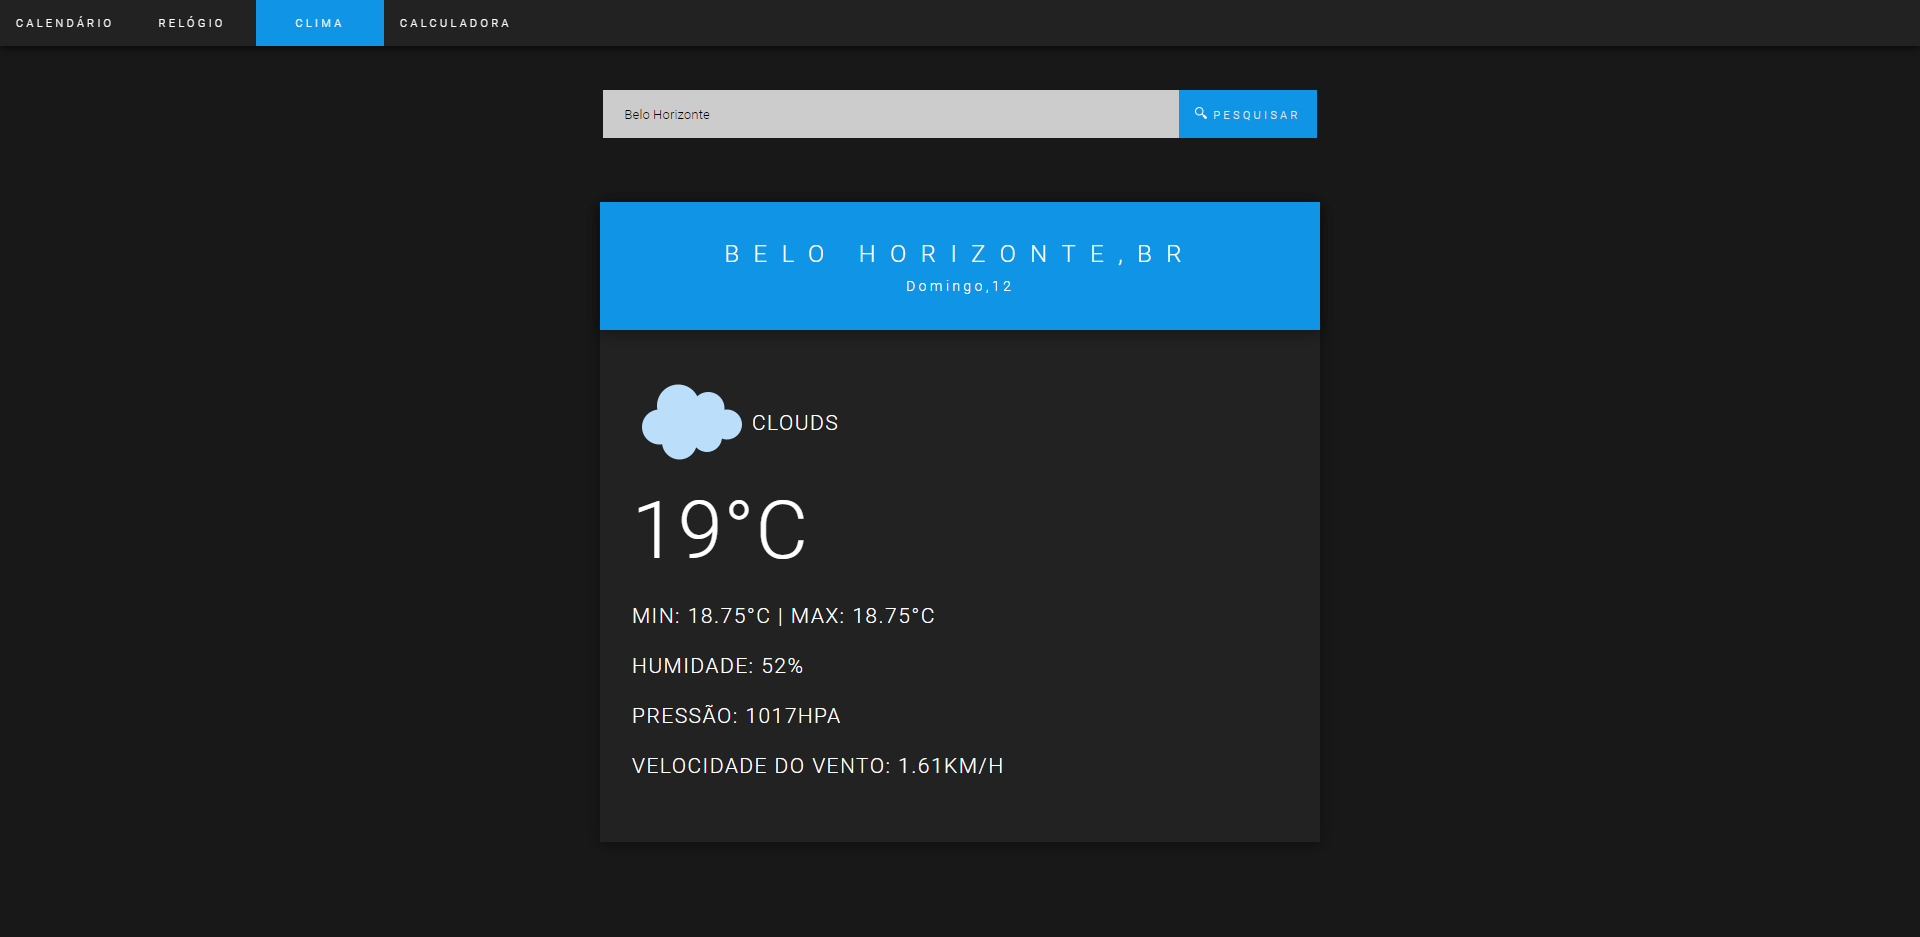 CALENDÁRIO RELÓGIO CLIMA CALCULADORA
Belo Horizonte PESQUISAR
BELO HORIZONTE,BR
Domingo,12
CLOUDS
19°C
MIN: 18.75°C | MAX: 18.75°C
HUMIDADE: 52%
PRESSÃO: 1017HPA
VELOCIDADE DO VENTO: 1.61KM/H